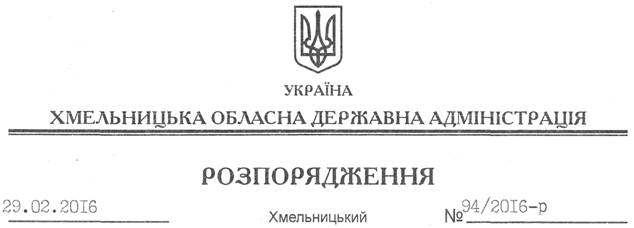 УКРАЇНА
ХМЕЛЬНИЦЬКА ОБЛАСНА ДЕРЖАВНА АДМІНІСТРАЦІЯ
РОЗПОРЯДЖЕННЯ
29.02.2016 Хмельницький №94/2016-р